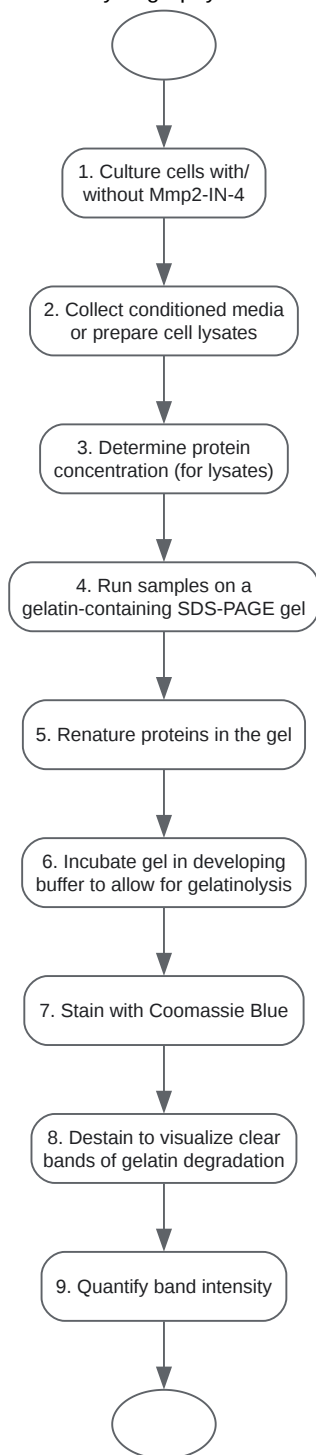 1. Culture cells with/
without Mmp2-IN-4
2. Collect conditioned media
or prepare cell lysates
3. Determine protein
concentration (for lysates)
4. Run samples on a
gelatin-containing SDS-PAGE gel
5. Renature proteins in the gel
6. Incubate gel in developing
buffer to allow for gelatinolysis
7. Stain with Coomassie Blue
8. Destain to visualize clear
bands of gelatin degradation
9. Quantify band intensity